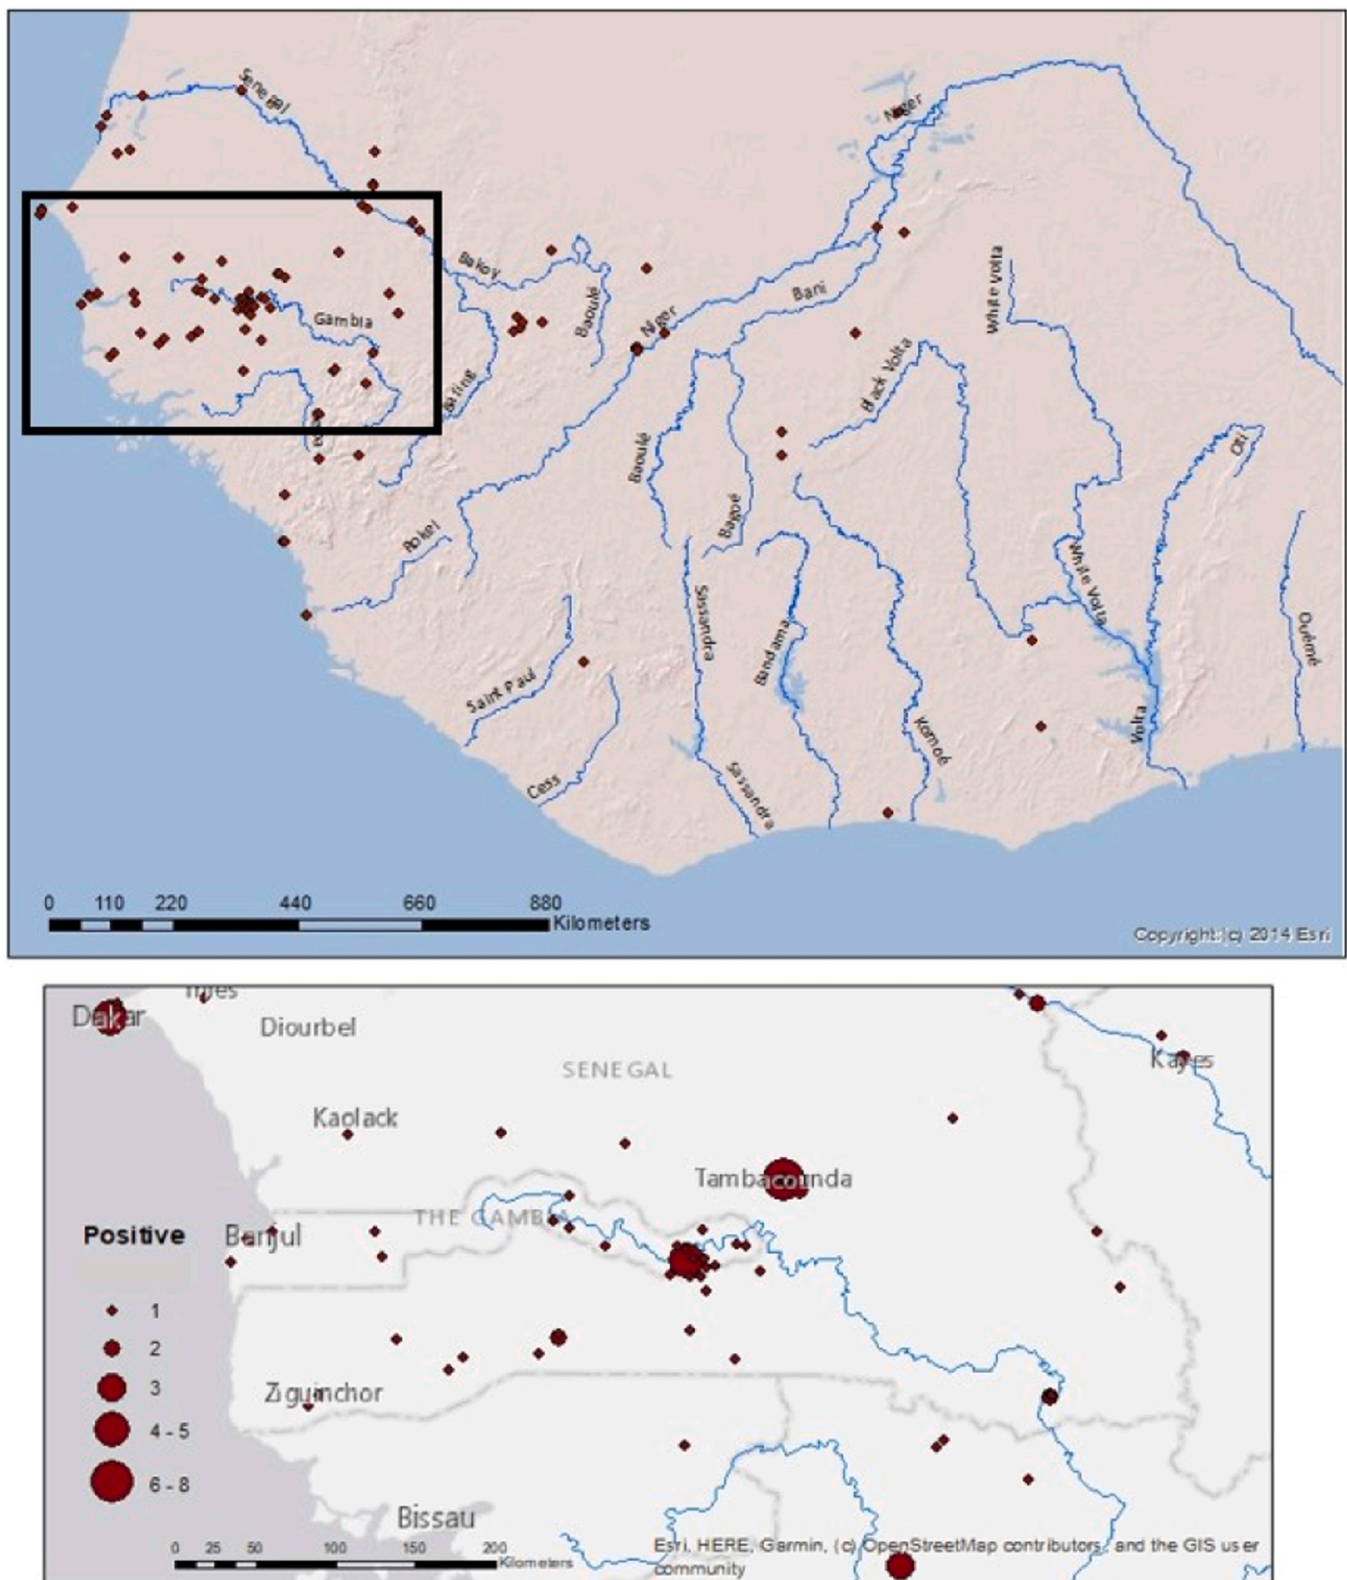 Senegal
Niger
Bakoy
White Volta
Baoulé
Bani
Niger
Gambia
Black Volta
Bafing
Baoulé
Oti
Bagoé
Rokel
White Volta
Sassandra
Ouémé
Bandama
Saint Paul
Komoé
Volta
Cess
Sassandra
0 110 220 440 660 880
Kilometers
Copyright:(c) 2014 Esri
Dakar
Diourbel
SENEGAL
Kayes
Kaolack
Tambacounda
THE GAMBIA
Positive
Banjul
1
2
3
Ziguinchor
4 - 5
6 - 8
Bissau
0 25 50 100 150 200
Kilometers
Esri, HERE, Garmin, (c) OpenStreetMap contributors, and the GIS user
community